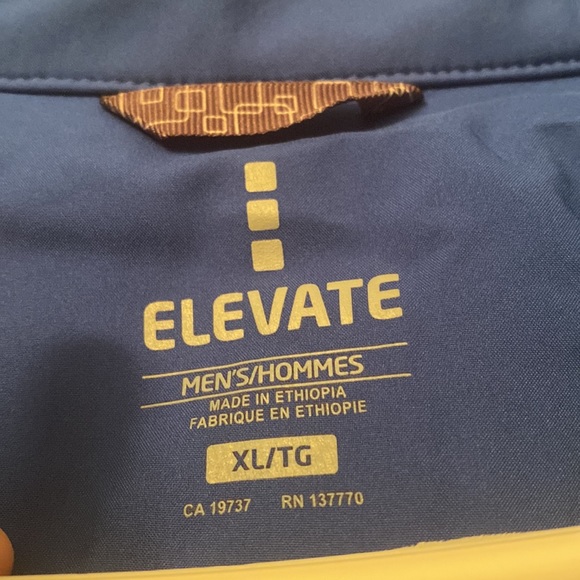 ELEVATE
MEN'S/HOMMES
MADE IN ETHIOPIA
FABRIQUE EN ETHIOPIE
XL/TG
CA 19737 RN 137770